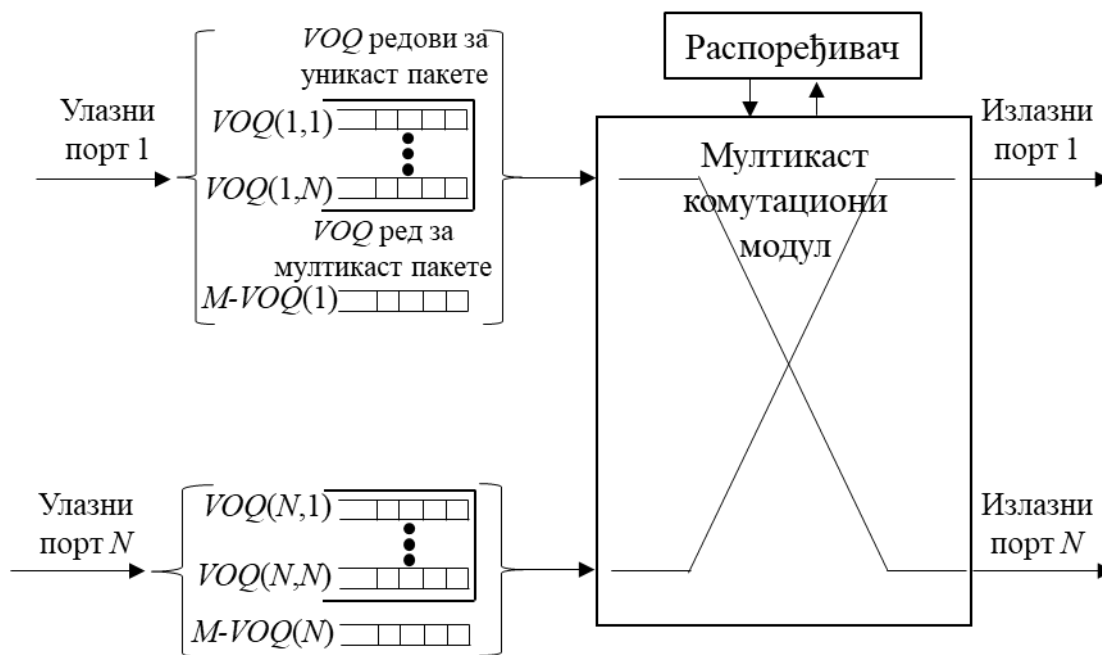 VOQ редови за
уникаст пакете
Улазни
порт 1
VOQ(1,1)
VOQ(1,N)
VOQ ред за
мултикаст пакете
M-VOQ(1)
Распоређивач
Мултикаст
комутациони
модул
Излазни
порт 1
Улазни
порт N
VOQ(N,1)
VOQ(N,N)
M-VOQ(N)
Излазни
порт N